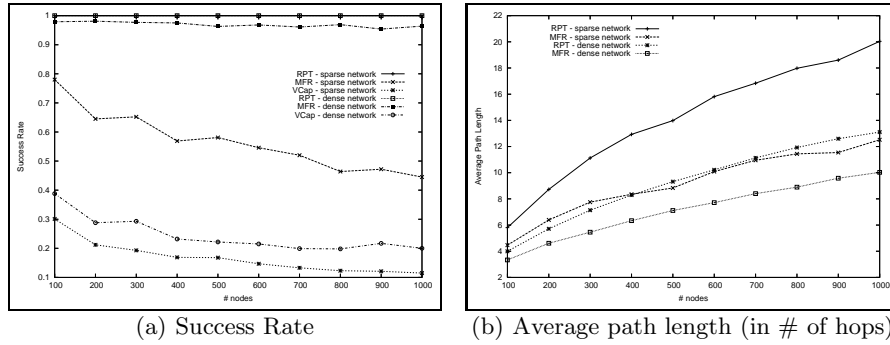 1
0.9
0.8
0.7
0.6
0.5
0.4
0.3
0.2
0.1
Success Rate
RPT - sparse network
MFR - sparse network
VCap - sparse network
RPT - dense network
MFR - dense network
VCap - dense network
100 200 300 400 500 600 700 800 900 1000
# nodes
(a) Success Rate
22
20
18
16
14
12
10
8
6
4
2
Average Path Length
RPT - sparse network
MFR - sparse network
RPT - dense network
MFR - dense network
100 200 300 400 500 600 700 800 900 1000
# nodes
(b) Average path length (in # of hops)